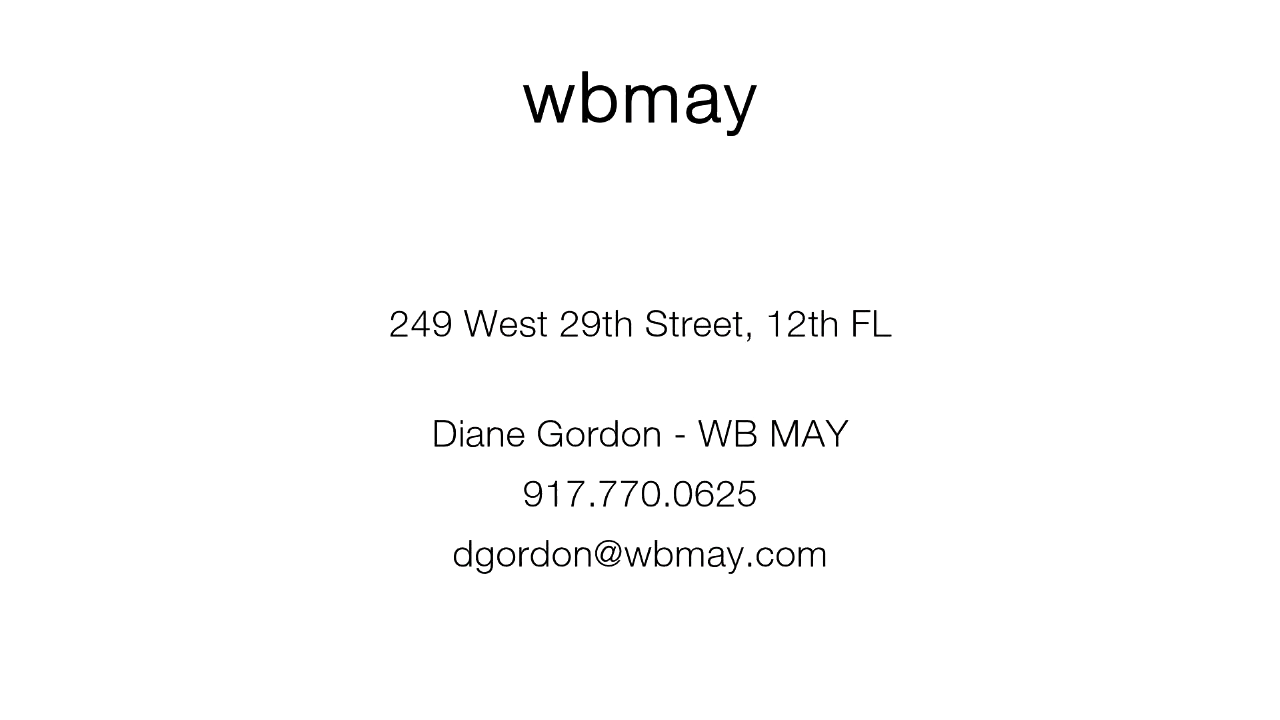 wbmay
249 West 29th Street, 12th FL
Diane Gordon - WB MAY
917.770.0625
dgordon@wbmay.com